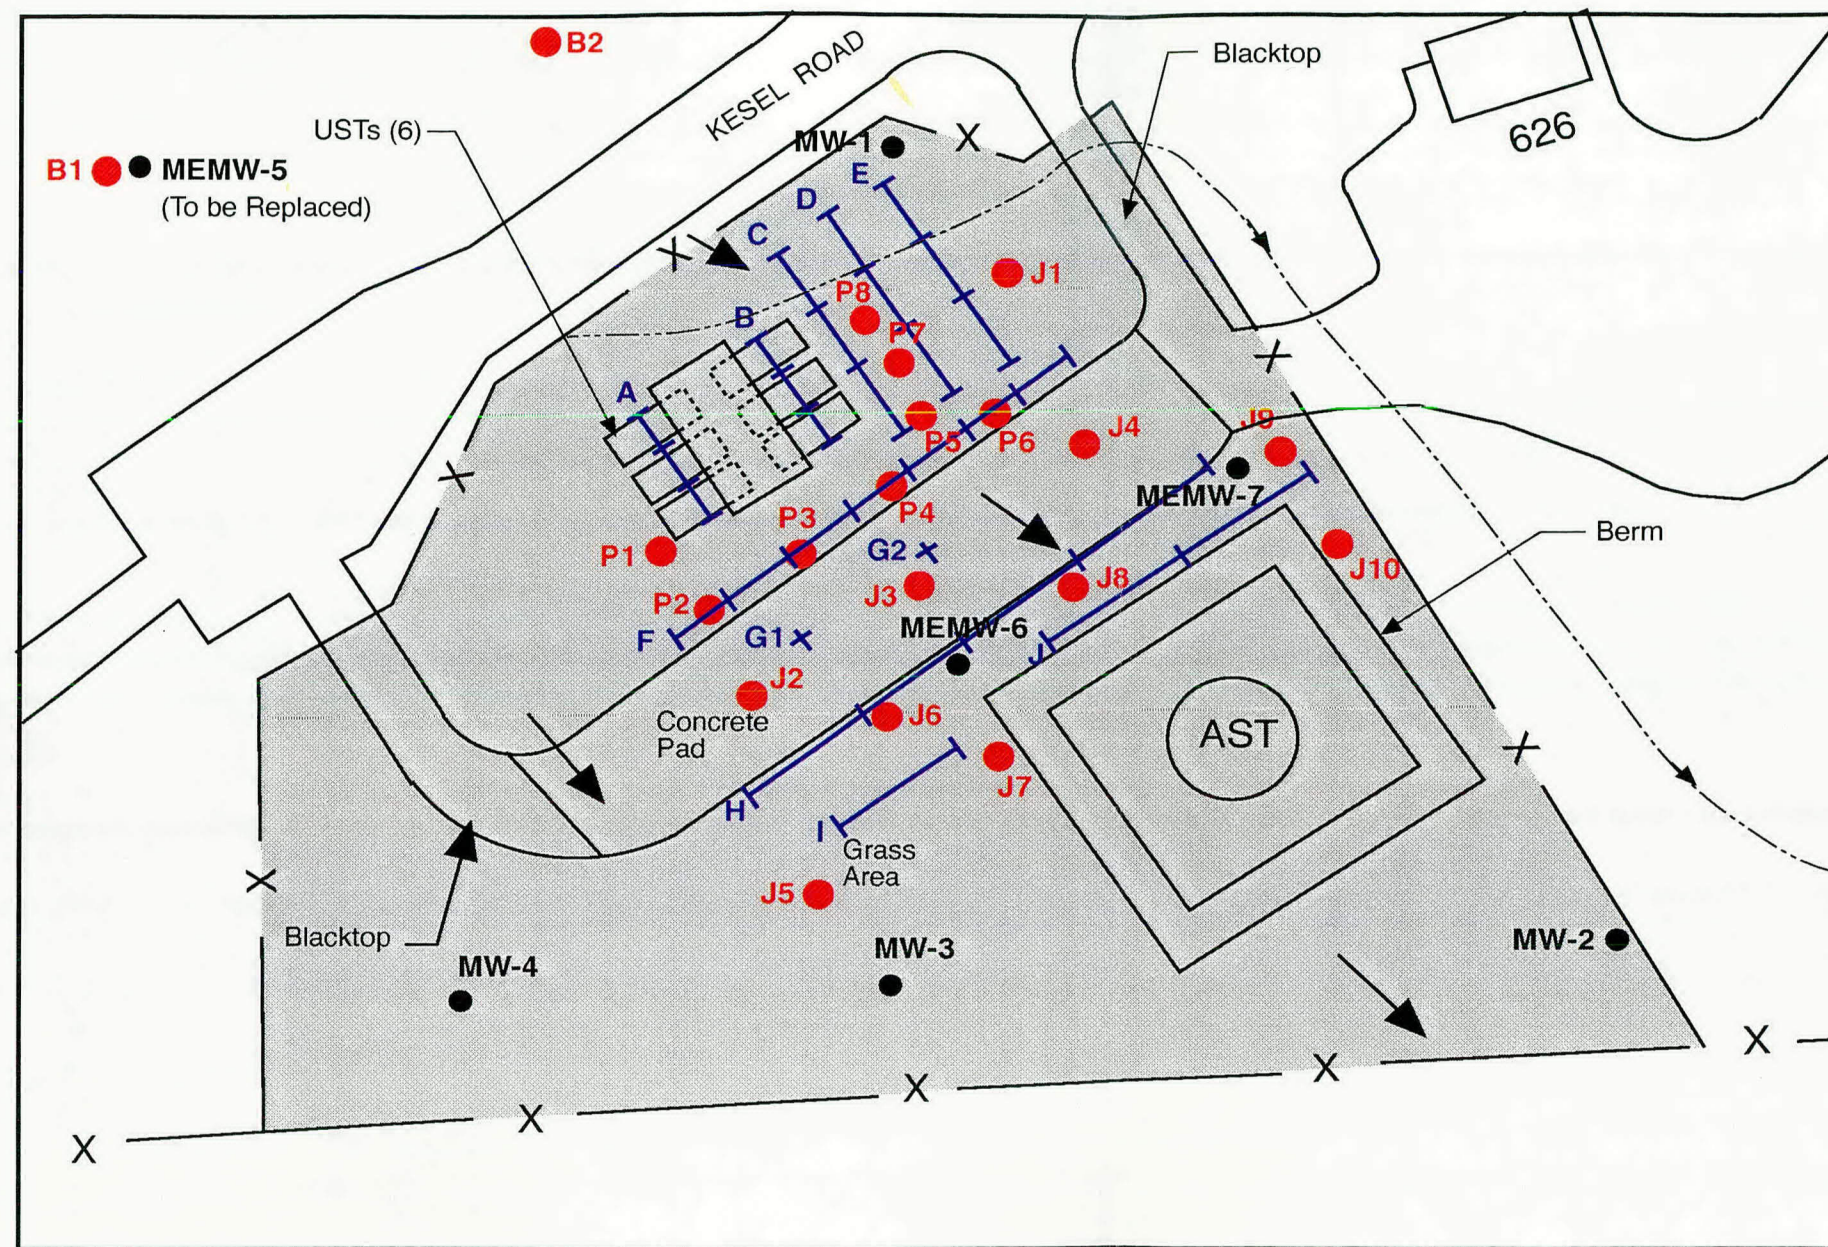 B2
KESEL ROAD
Blacktop
626
USTs (6)
MW-1
X
B1
MEMW-5
(To be Replaced)
E
D
C
X
J1
P8
B
P7
X
A
J9
P5
P6
J4
X
MEMW-7
P4
P3
Berm
P1
G2
J10
J8
J3
P2
MEMW-6
F
G1
J
J2
J6
Concrete
Pad
AST
X
J7
H
I
Grass
Area
X
J5
Blacktop
MW-2
MW-3
MW-4
X
X
X
X
X